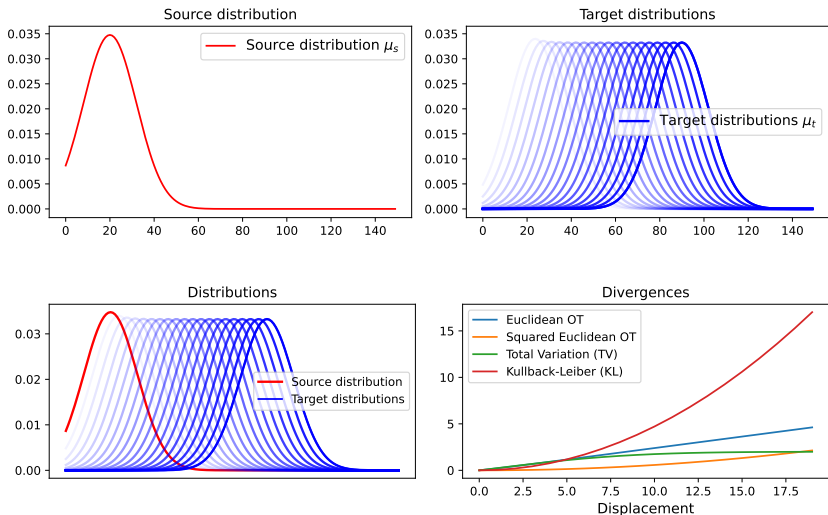 Source distribution
Target distributions
0.035
0.030
0.025
0.020
0.015
0.010
0.005
0.000
Source distribution μs
0 20 40 60 80 100 120 140
0.035
0.030
0.025
0.020
0.015
0.010
0.005
0.000
Target distributions μt
0 20 40 60 80 100 120 140
Distributions
0.03
0.02
0.01
0.00
Source distribution
Target distributions
Divergences
15
10
5
0
Euclidean OT
Squared Euclidean OT
Total Variation (TV)
Kullback-Leiber (KL)
0.0 2.5 5.0 7.5 10.0 12.5 15.0 17.5
Displacement